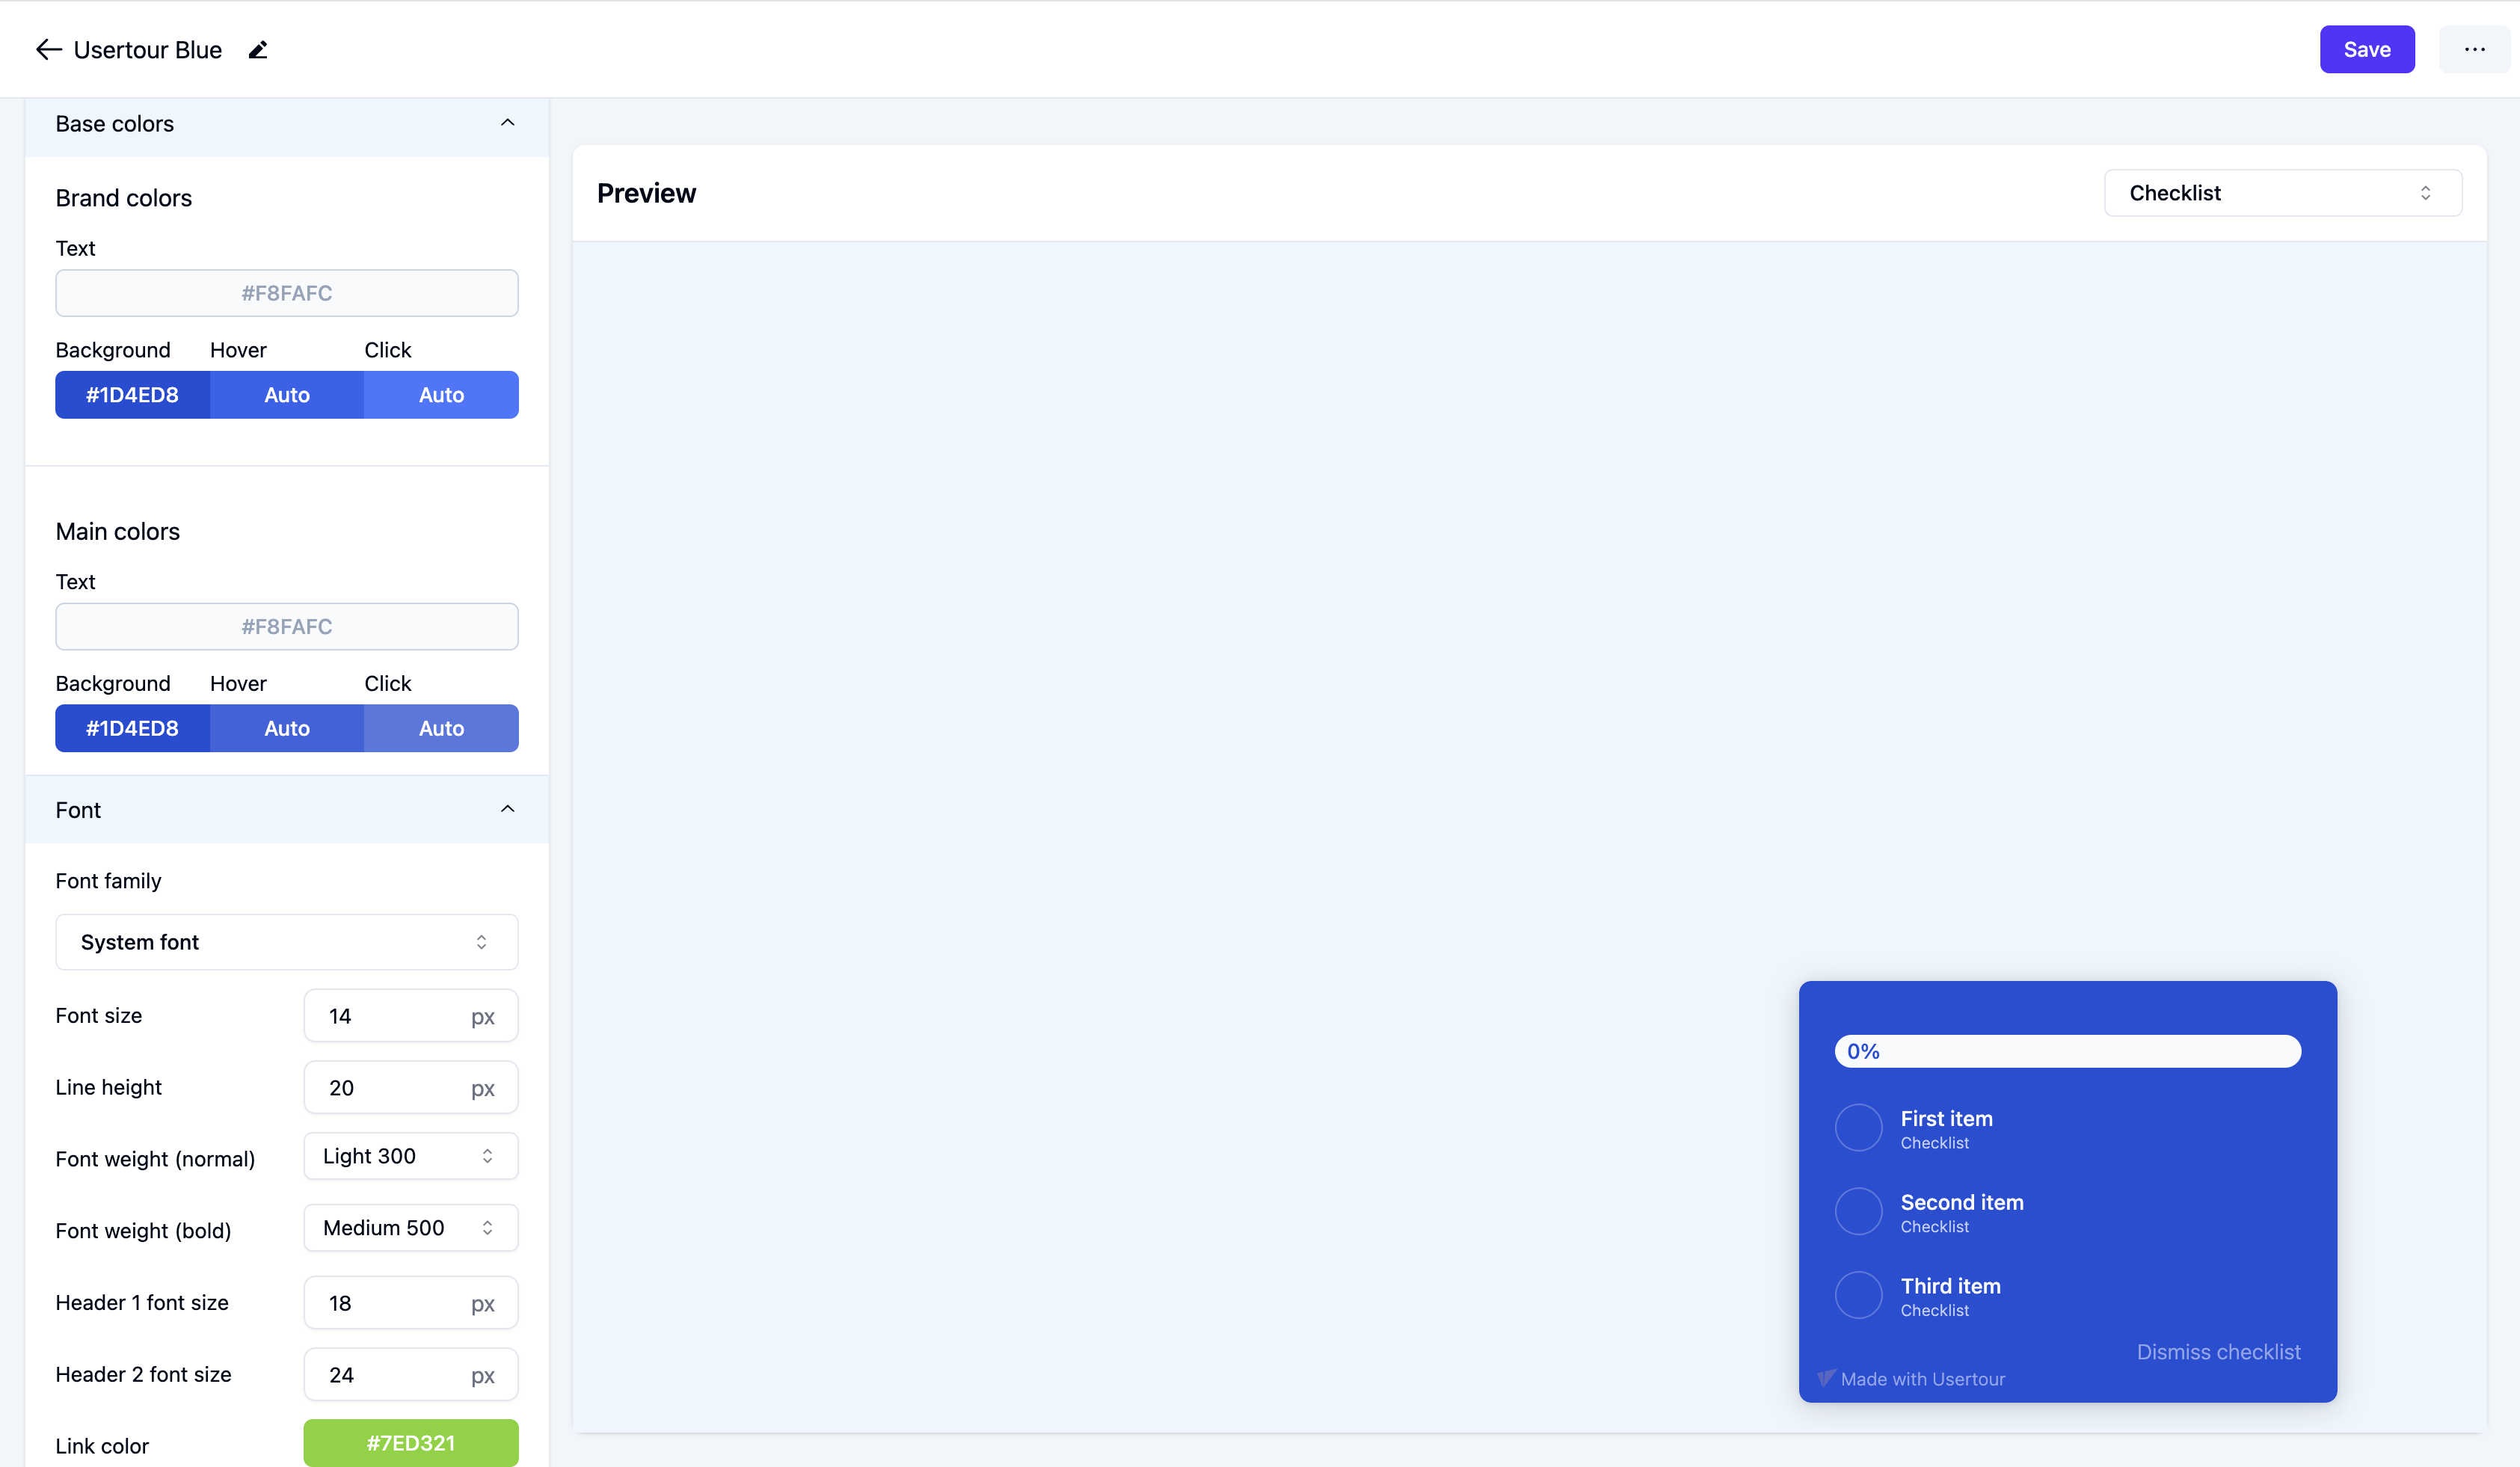 Usertour Blue
Save
Base colors
Brand colors
Text
#F8FAFC
Background Hover Click
#1D4ED8 Auto Auto
Main colors
Text
#F8FAFC
Background Hover Click
#1D4ED8 Auto Auto
Font
Font family
System font
Font size 14 px
Line height 20 px
Font weight (normal) Light 300
Font weight (bold) Medium 500
Header 1 font size 18 px
Header 2 font size 24 px
Link color #7ED321
Preview
Checklist
0%
First item
Checklist
Second item
Checklist
Third item
Checklist
Dismiss checklist
Made with Usertour